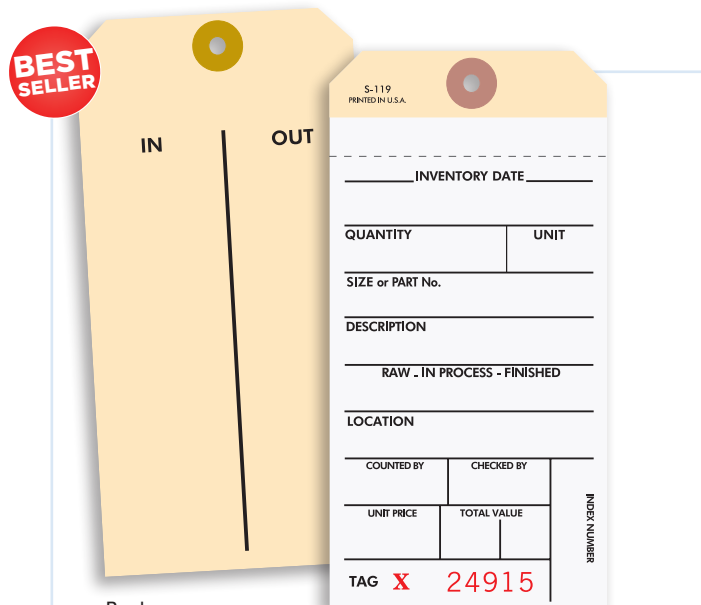 BEST
SELLER
IN
OUT
S-119
PRINTED IN U.S.A.
INVENTORY DATE
QUANTITY UNIT
SIZE or PART No.
DESCRIPTION
RAW - IN PROCESS - FINISHED
LOCATION
COUNTED BY CHECKED BY
UNIT PRICE TOTAL VALUE
INDEX NUMBER
TAG X 24915